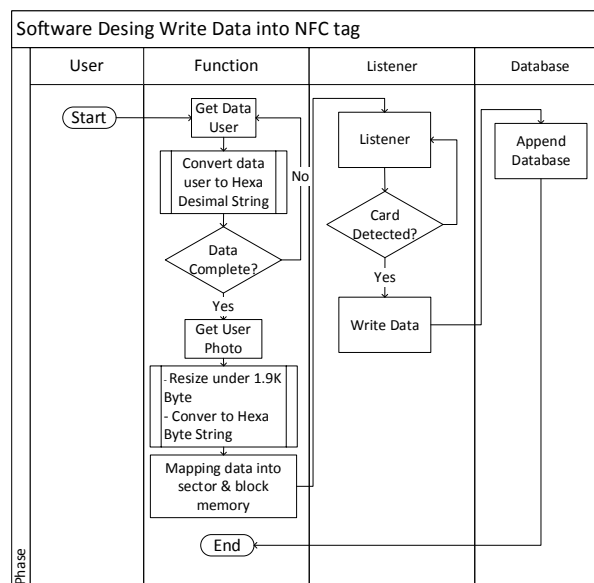 Software Desing Write Data into NFC tag
User
Function
Listener
Database
Start
Get Data
User
Convert data
user to Hexa
Desimal String
No
Data
Complete?
Yes
Get User
Photo
- Resize under 1.9K
Byte
- Conver to Hexa
Byte String
Mapping data into
sector & block
memory
Listener
Card
Detected?
Yes
Write Data
Append
Database
End
Phase